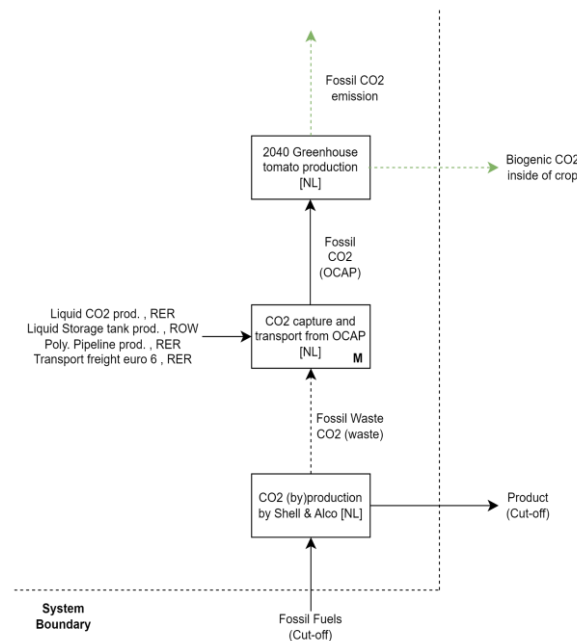 Fossil CO2
emission
2040 Greenhouse
tomato production
[NL]
Biogenic CO2
inside of crop
Fossil
CO2
(OCAP)
Liquid CO2 prod. , RER
Liquid Storage tank prod. , ROW
Poly. Pipeline prod. , RER
Transport freight euro 6 , RER
CO2 capture and
transport from OCAP
[NL]
M
Fossil Waste
CO2 (waste)
CO2 (by)production
by Shell & Alco [NL]
Product
(Cut-off)
System
Boundary
Fossil Fuels
(Cut-off)